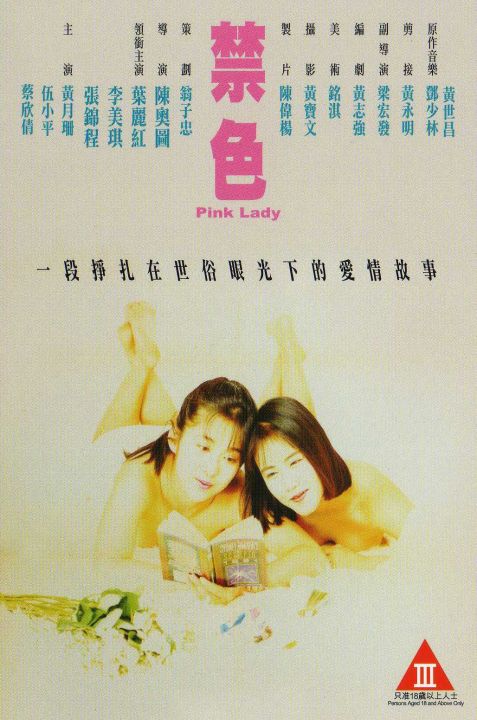 原作音樂
黃世昌
鄧少林
剪接
黃永明
副導演
梁宏發
編劇
黃志強
美術
銘淇
攝影
黃寶文
製片
陳偉楊
禁色
Pink Lady
策劃
翁子忠
導演
陳奧圖
領銜主演
葉麗紅
李美琪
張錦程
主演
黃月珊
伍小平
蔡欣倩
一段掙扎在世俗眼光下的愛情故事
III
只准18歲以上人士
Persons Aged 18 and Above Only